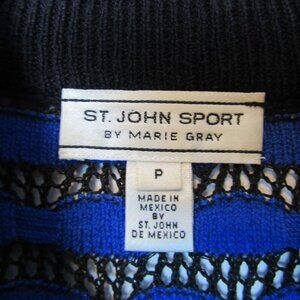 ST. JOHN SPORT
BY MARIE GRAY
P
MADE IN
MEXICO
BY
ST. JOHN
DE MEXICO